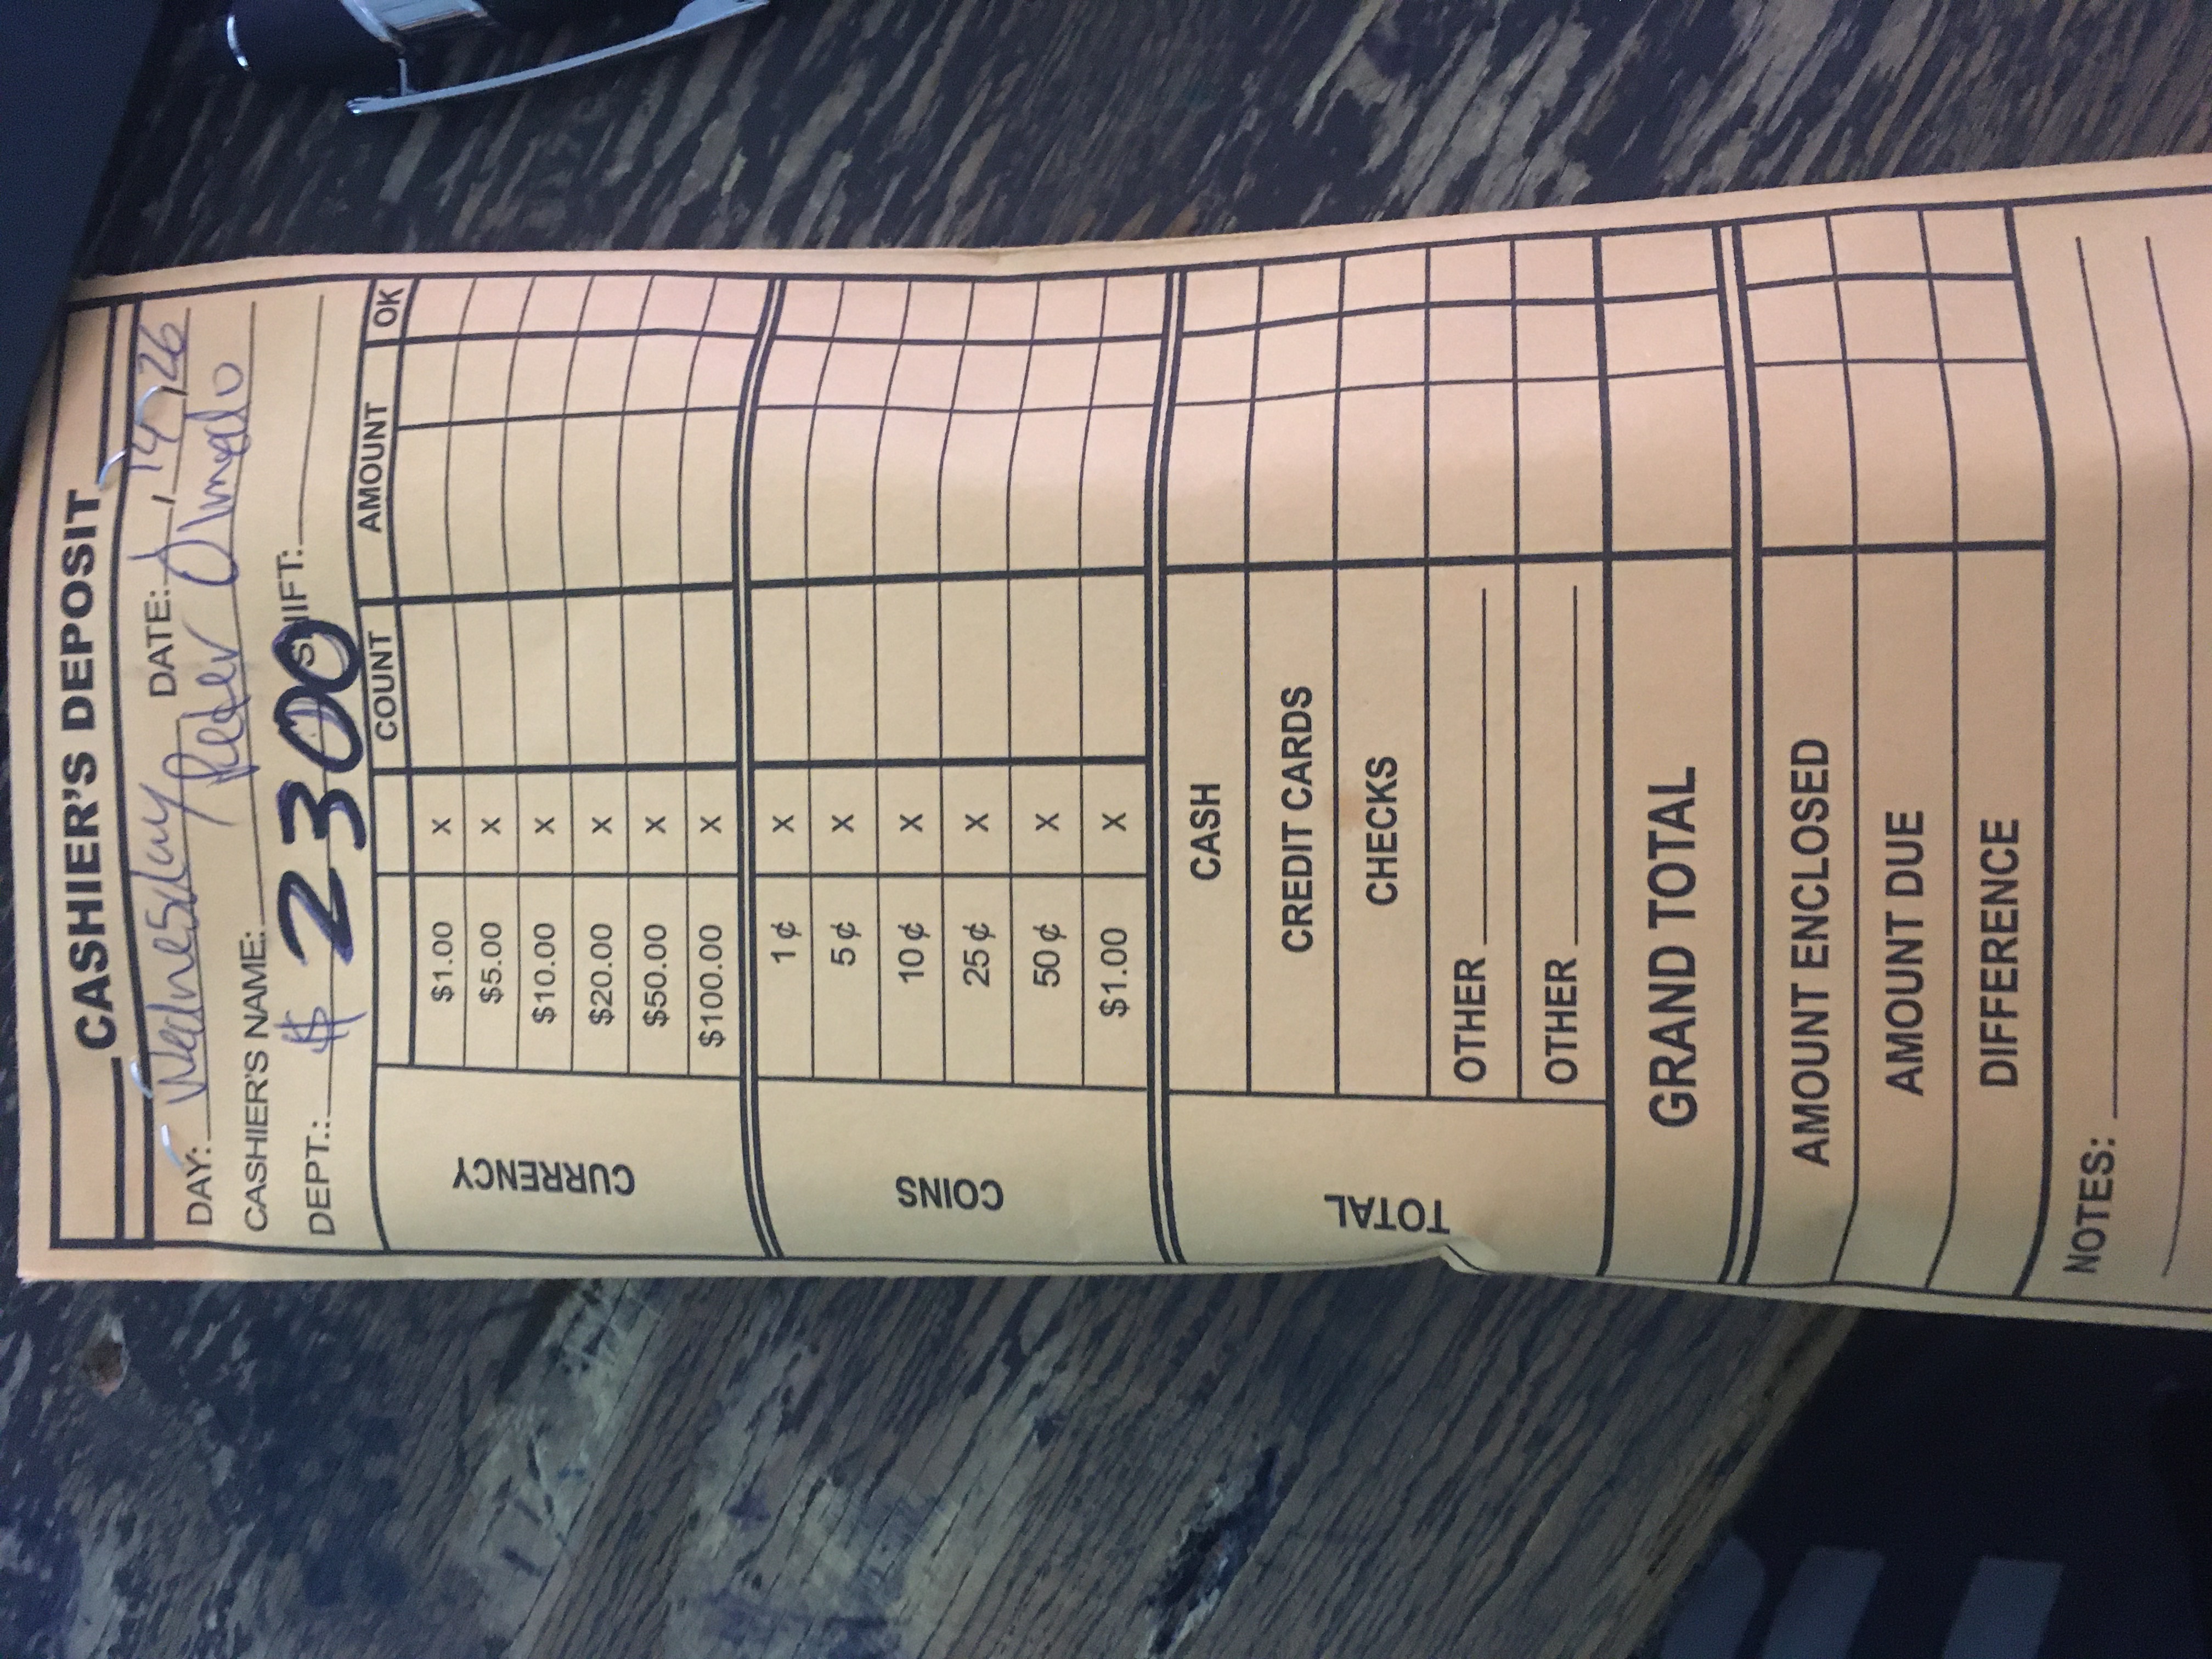 CASHIER'S DEPOSIT
DAY: Wednesday DATE: 1, 14, 26
CASHIER'S NAME: Peter Olmedo
DEPT.: $ 2300 SHIFT:
COUNT AMOUNT OK
CURRENCY
$1.00 X
$5.00 X
$10.00 X
$20.00 X
$50.00 X
$100.00 X
COINS
1¢ X
5¢ X
10¢ X
25¢ X
50¢ X
$1.00 X
TOTAL
CASH
CREDIT CARDS
CHECKS
OTHER
OTHER
GRAND TOTAL
AMOUNT ENCLOSED
AMOUNT DUE
DIFFERENCE
NOTES: